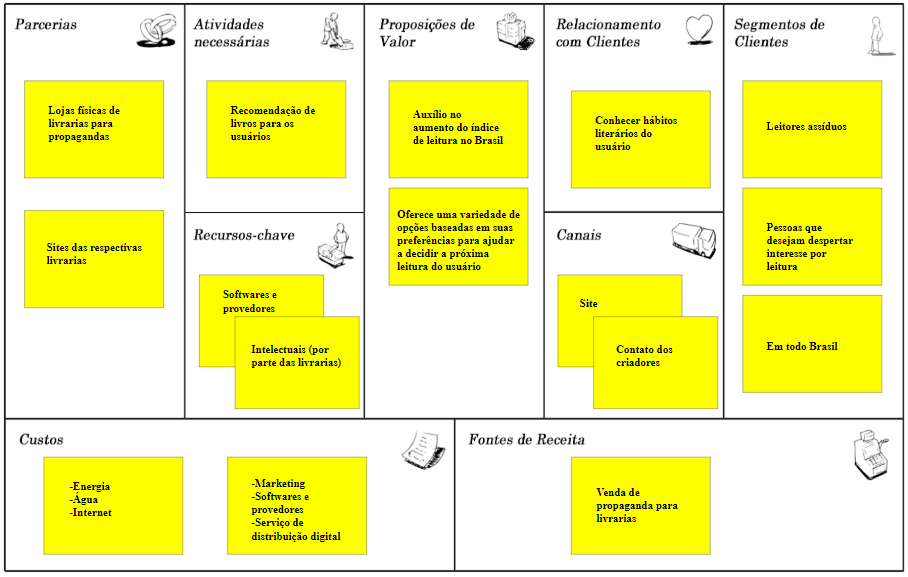 Parcerias
Lojas físicas de
livrarias para
propagandas
Sites das respectivas
livrarias
Atividades
necessárias
Recomendação de
livros para os
usuários
Recursos-chave
Softwares e
provedores
Intelectuais (por
parte das livrarias)
Proposições de
Valor
Auxílio no
aumento do índice
de leitura no Brasil
Oferece uma variedade de
opções baseadas em suas
preferências para ajudar
a decidir a próxima
leitura do usuário
Relacionamento
com Clientes
Conhecer hábitos
literários do
usuário
Canais
Site
Contato dos
criadores
Segmentos de
Clientes
Leitores assíduos
Pessoas que
desejam despertar
interesse por
leitura
Em todo Brasil
Custos
-Energia
-Água
-Internet
-Marketing
-Softwares e
provedores
-Serviço de
distribuição digital
Fontes de Receita
Venda de
propaganda para
livrarias